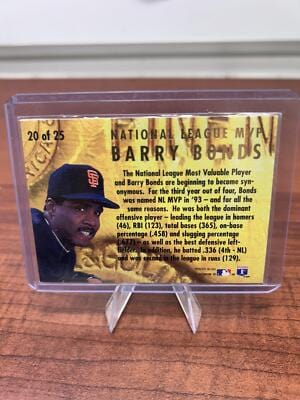 20 of 25
NATIONAL LEAGUE MVP
BARRY BONDS
The National League Most Valuable Player
and Barry Bonds are beginning to become syn-
onymous. For the third year out of four, Bonds
was named NL MVP in '93 – and for all the
same reasons. He was both the dominant
offensive player – leading the league in homers
(46), RBI (123), total bases (365), on-base
percentage (.458) and slugging percentage
(.677) – as well as the best defensive left-
fielder. In addition, he batted .336 (4th - NL)
and was second to the league in runs (129).